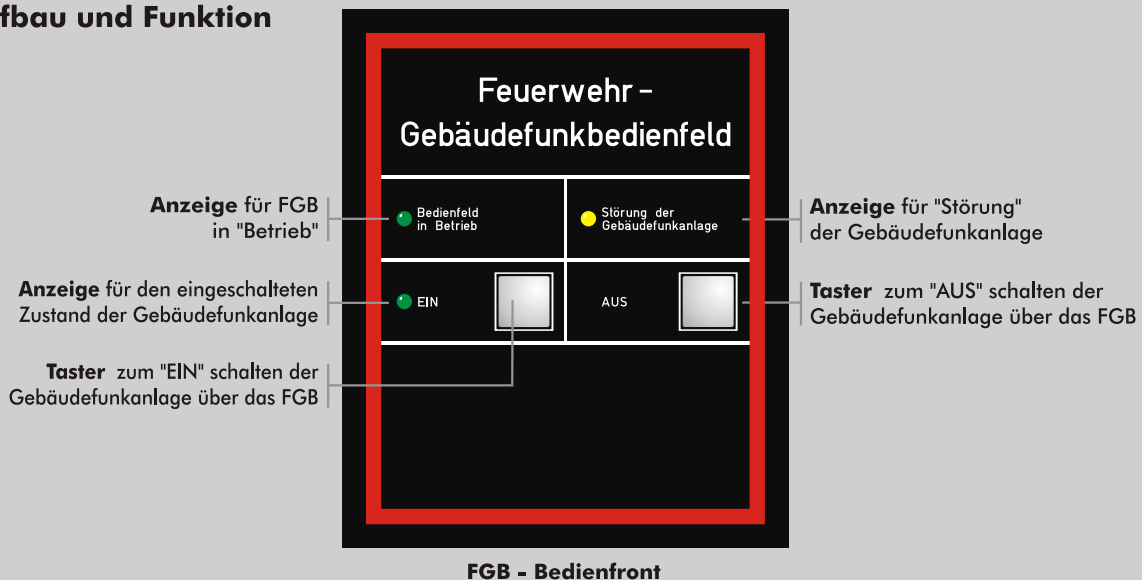 fbau und Funktion
Feuerwehr-
Gebäudefunkbedienfeld
Anzeige für FGB
in "Betrieb"
Bedienfeld
in Betrieb
Störung der
Gebäudefunkanlage
Anzeige für "Störung"
der Gebäudefunkanlage
Anzeige für den eingeschalteten
Zustand der Gebäudefunkanlage
EIN
AUS
Taster zum "AUS" schalten der
Gebäudefunkanlage über das FGB
Taster zum "EIN" schalten der
Gebäudefunkanlage über das FGB
FGB - Bedienfront